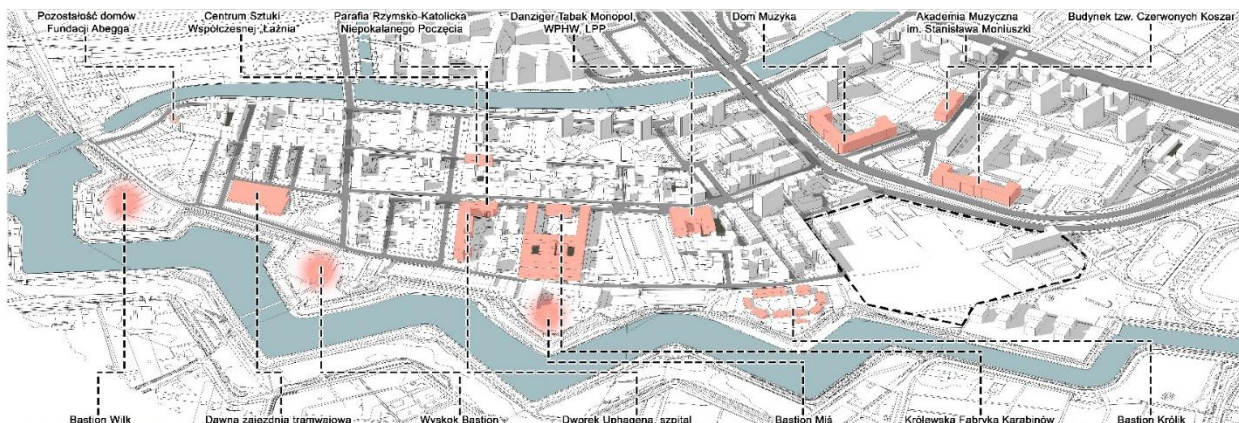 Pozostałość domów
Fundacji Abegga
Centrum Sztuki
Współczesnej „Łaźnia”
Parafia Rzymsko-Katolicka
Niepokalanego Poczęcia
Danziger Tabak Monopol,
WPHW, LPP
Dom Muzyka
Akademia Muzyczna
im. Stanisława Moniuszki
Budynek tzw. Czerwonych Koszar
Bastion Wilk
Dawna zajezdnia tramwajowa
Wyskok Bastion
Dworek Uphagena, szpital
Bastion Miś
Królewska Fabryka Karabinów
Bastion Królik